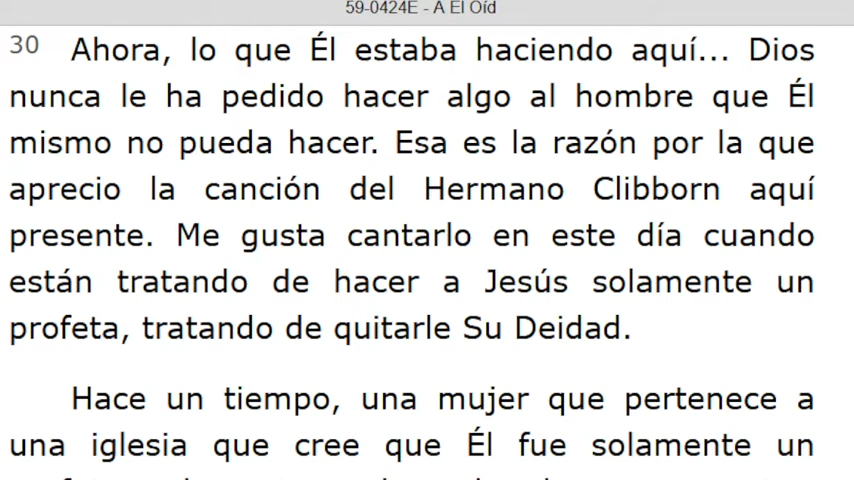 59-0424E - A El Oíd
30 Ahora, lo que Él estaba haciendo aquí... Dios
nunca le ha pedido hacer algo al hombre que Él
mismo no pueda hacer. Esa es la razón por la que
aprecio la canción del Hermano Clibborn aquí
presente. Me gusta cantarlo en este día cuando
están tratando de hacer a Jesús solamente un
profeta, tratando de quitarle Su Deidad.
Hace un tiempo, una mujer que pertenece a
una iglesia que cree que Él fue solamente un